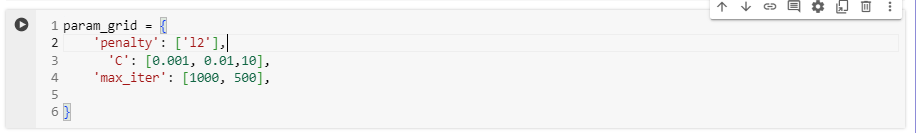 1 param_grid = {
2     'penalty': ['l2'],
3       'C': [0.001, 0.01,10],
4     'max_iter': [1000, 500],
5
6 }